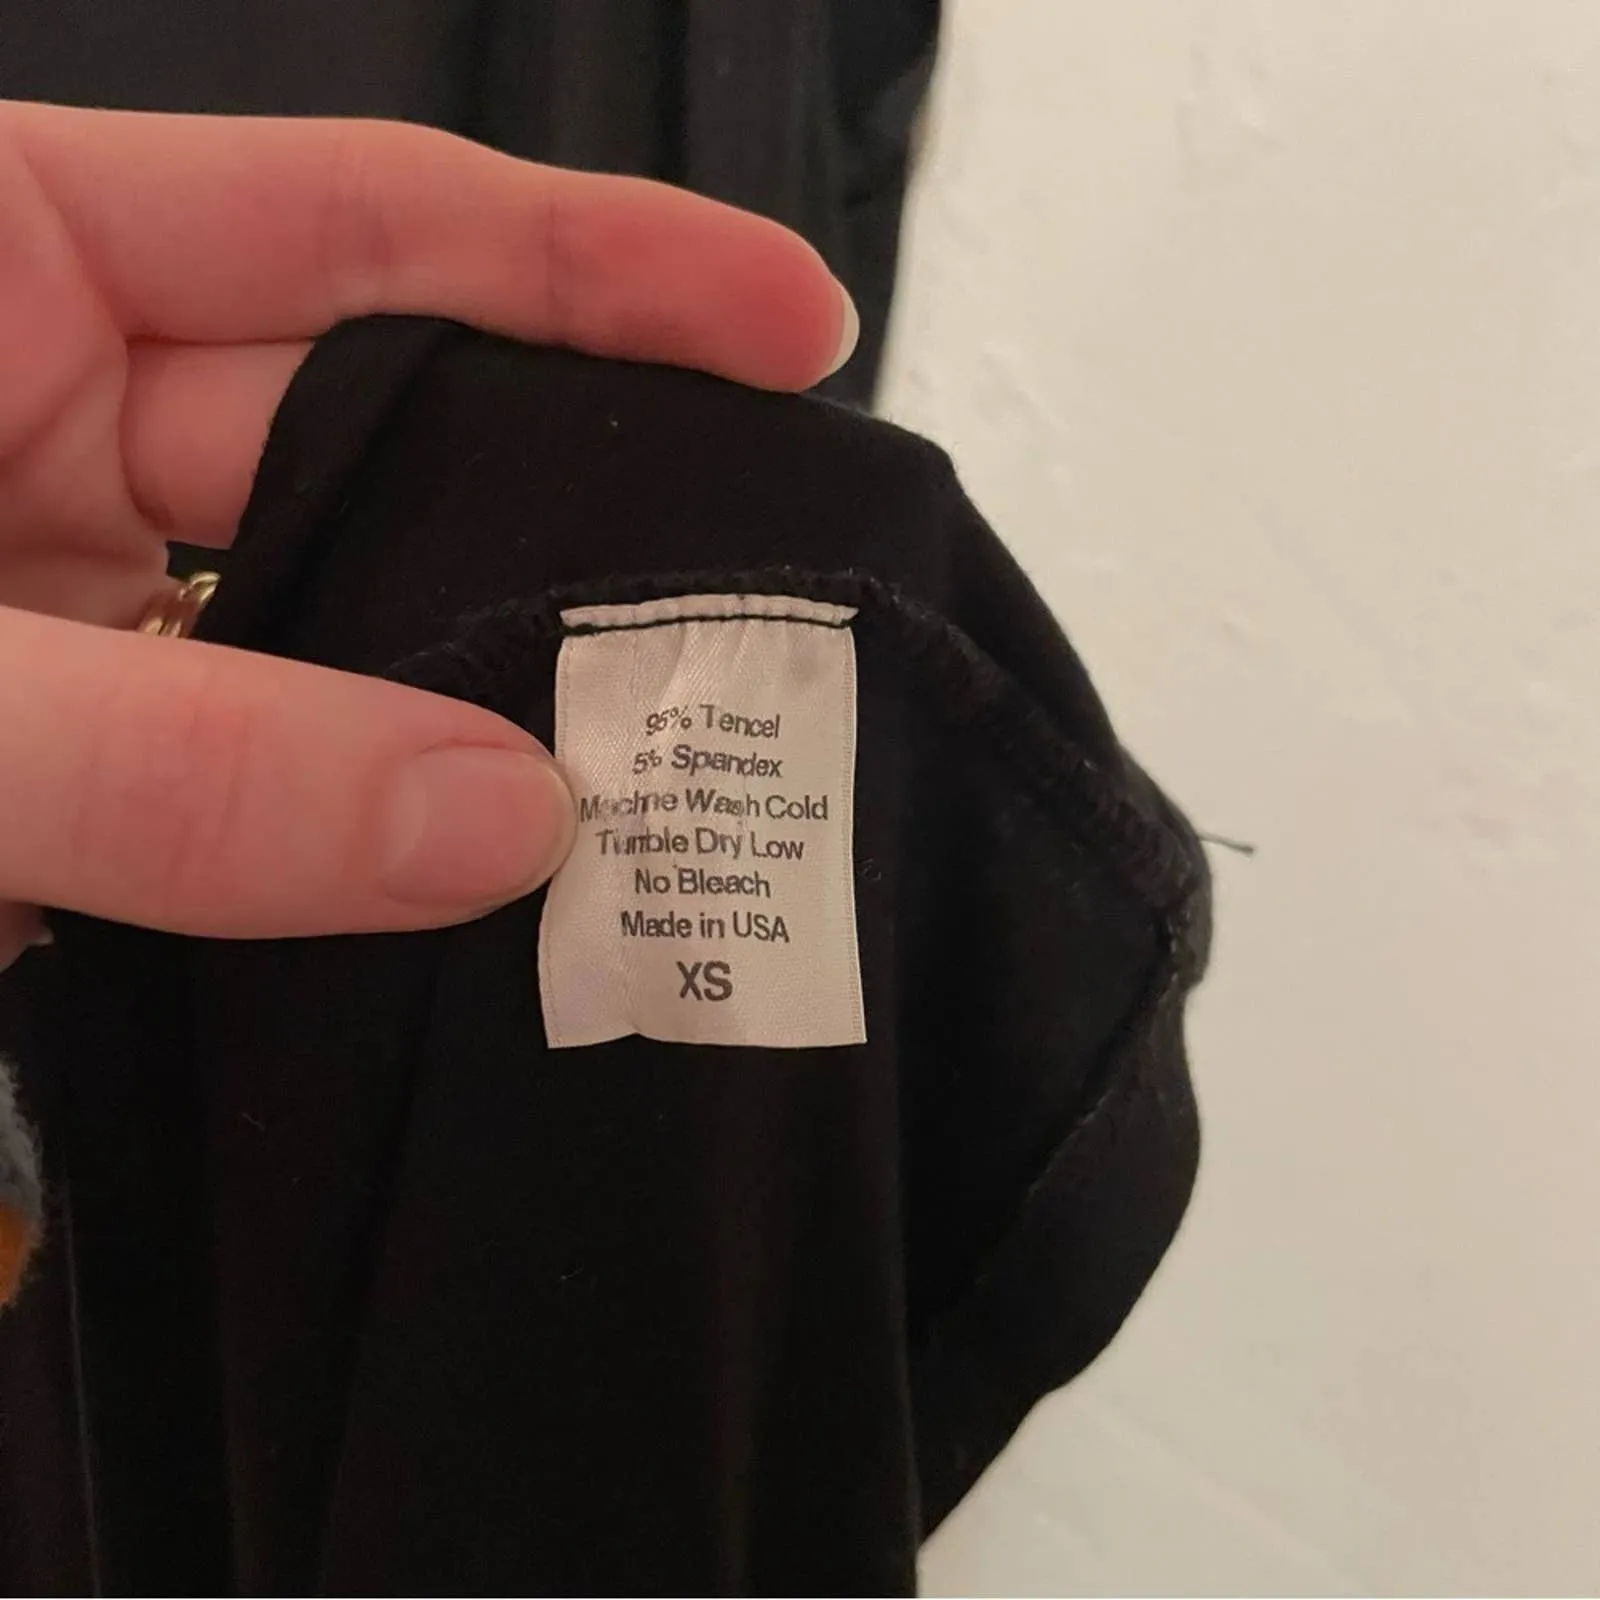 95% Tencel
5% Spandex
Machine Wash Cold
Tumble Dry Low
No Bleach
Made in USA
XS